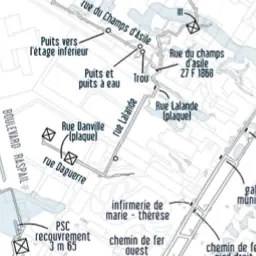 rue du Champs d'Asile
m
Puits vers
l'étage inférieur
Puits et
puits à eau
Trou
Rue du champs
d'asile
27 F 1868
Rue Lalande
(plaque)
rue Lalande
Rue Danville
(plaque)
rue Daguerre
BOULEVARD RASPAIL
PSC
recouvrement
3 m 65
infirmerie de
marie - thérèse
chemin de fer
ouest
chemin de fer